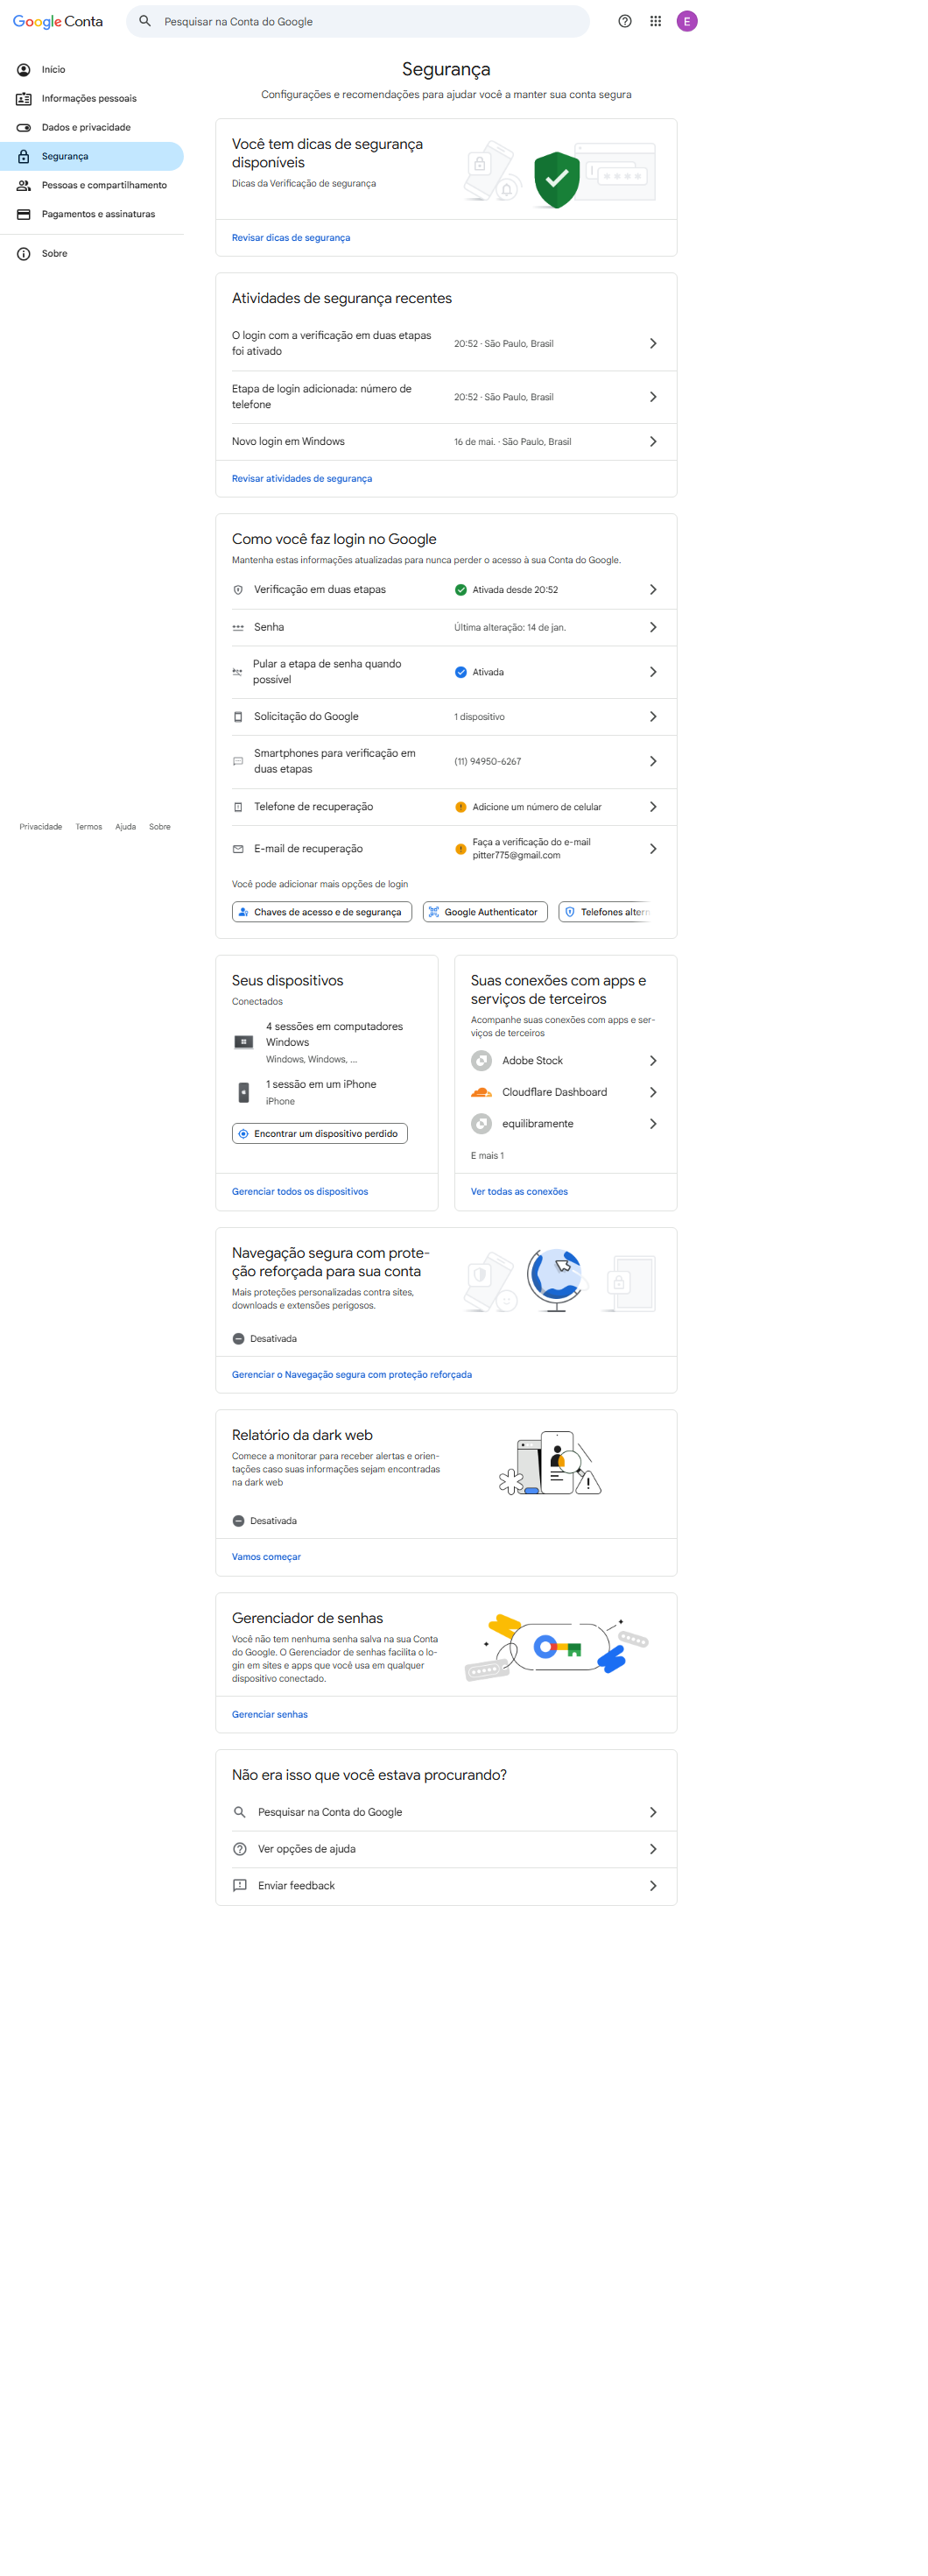 Google Conta
Pesquisar na Conta do Google
E
Início
Informações pessoais
Dados e privacidade
Segurança
Pessoas e compartilhamento
Pagamentos e assinaturas
Sobre
Privacidade Termos Ajuda Sobre
Segurança
Configurações e recomendações para ajudar você a manter sua conta segura
Você tem dicas de segurança
disponíveis
Dicas da Verificação de segurança
Revisar dicas de segurança
Atividades de segurança recentes
O login com a verificação em duas etapas
foi ativado
20:52 · São Paulo, Brasil
Etapa de login adicionada: número de
telefone
20:52 · São Paulo, Brasil
Novo login em Windows
16 de mai. · São Paulo, Brasil
Revisar atividades de segurança
Como você faz login no Google
Mantenha estas informações atualizadas para nunca perder o acesso à sua Conta do Google.
Verificação em duas etapas
Ativada desde 20:52
Senha
Última alteração: 14 de jan.
Pular a etapa de senha quando
possível
Ativada
Solicitação do Google
1 dispositivo
Smartphones para verificação em
duas etapas
(11) 94950-6267
Telefone de recuperação
Adicione um número de celular
E-mail de recuperação
Faça a verificação do e-mail
pitter775@gmail.com
Você pode adicionar mais opções de login
Chaves de acesso e de segurança
Google Authenticator
Telefones altern
Seus dispositivos
Conectados
4 sessões em computadores
Windows
Windows, Windows, ...
1 sessão em um iPhone
iPhone
Encontrar um dispositivo perdido
Gerenciar todos os dispositivos
Suas conexões com apps e
serviços de terceiros
Acompanhe suas conexões com apps e ser-
viços de terceiros
Adobe Stock
Cloudflare Dashboard
equilibramente
E mais 1
Ver todas as conexões
Navegação segura com prote-
ção reforçada para sua conta
Mais proteções personalizadas contra sites,
downloads e extensões perigosos.
Desativada
Gerenciar o Navegação segura com proteção reforçada
Relatório da dark web
Comece a monitorar para receber alertas e orien-
tações caso suas informações sejam encontradas
na dark web
Desativada
Vamos começar
Gerenciador de senhas
Você não tem nenhuma senha salva na sua Conta
do Google. O Gerenciador de senhas facilita o lo-
gin em sites e apps que você usa em qualquer
dispositivo conectado.
Gerenciar senhas
Não era isso que você estava procurando?
Pesquisar na Conta do Google
Ver opções de ajuda
Enviar feedback